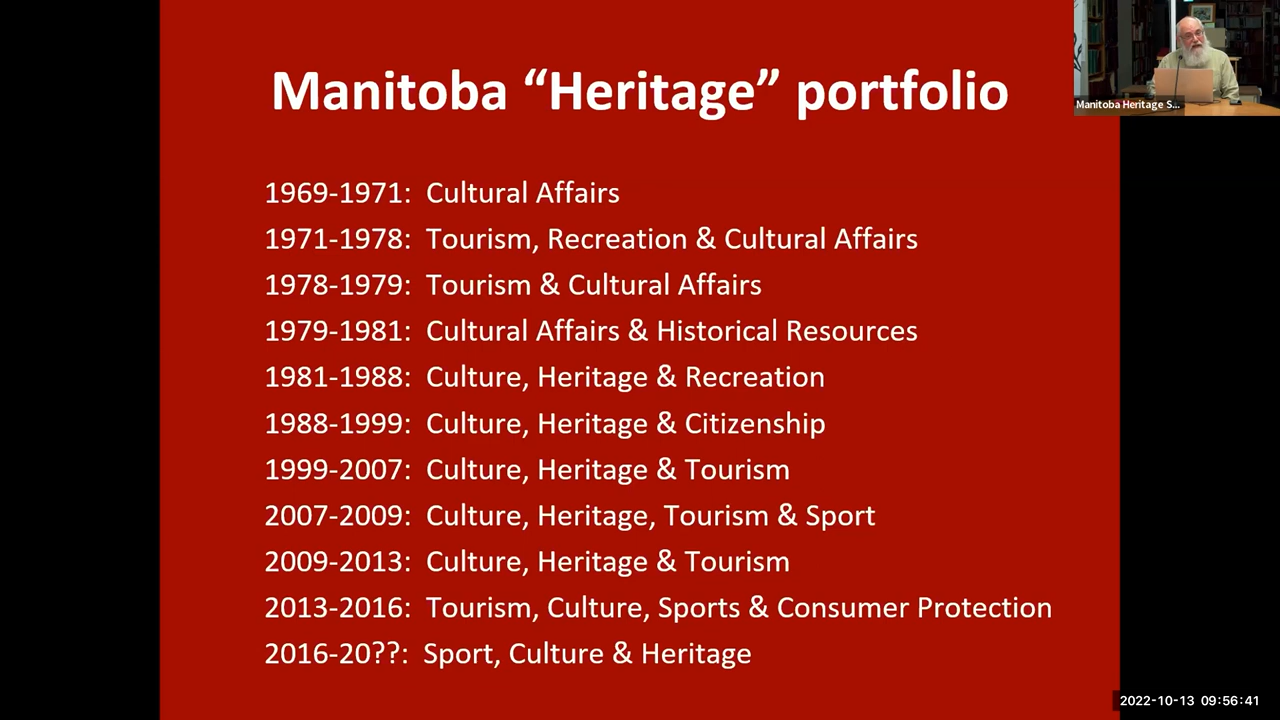 Manitoba “Heritage” portfolio
Manitoba Heritage S...
1969-1971: Cultural Affairs
1971-1978: Tourism, Recreation & Cultural Affairs
1978-1979: Tourism & Cultural Affairs
1979-1981: Cultural Affairs & Historical Resources
1981-1988: Culture, Heritage & Recreation
1988-1999: Culture, Heritage & Citizenship
1999-2007: Culture, Heritage & Tourism
2007-2009: Culture, Heritage, Tourism & Sport
2009-2013: Culture, Heritage & Tourism
2013-2016: Tourism, Culture, Sports & Consumer Protection
2016-20??: Sport, Culture & Heritage
2022-10-13 09:56:41